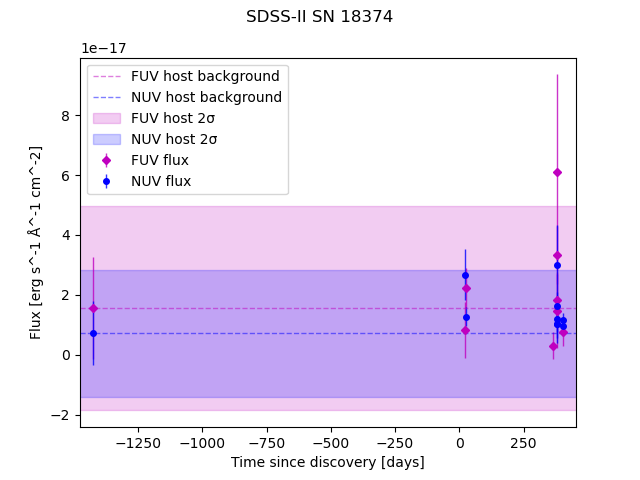 SDSS-II SN 18374
1e−17
FUV host background
NUV host background
FUV host 2σ
NUV host 2σ
FUV flux
NUV flux
8
6
4
2
0
−2
Flux [erg s^-1 Å^-1 cm^-2]
−1250 −1000 −750 −500 −250 0 250
Time since discovery [days]